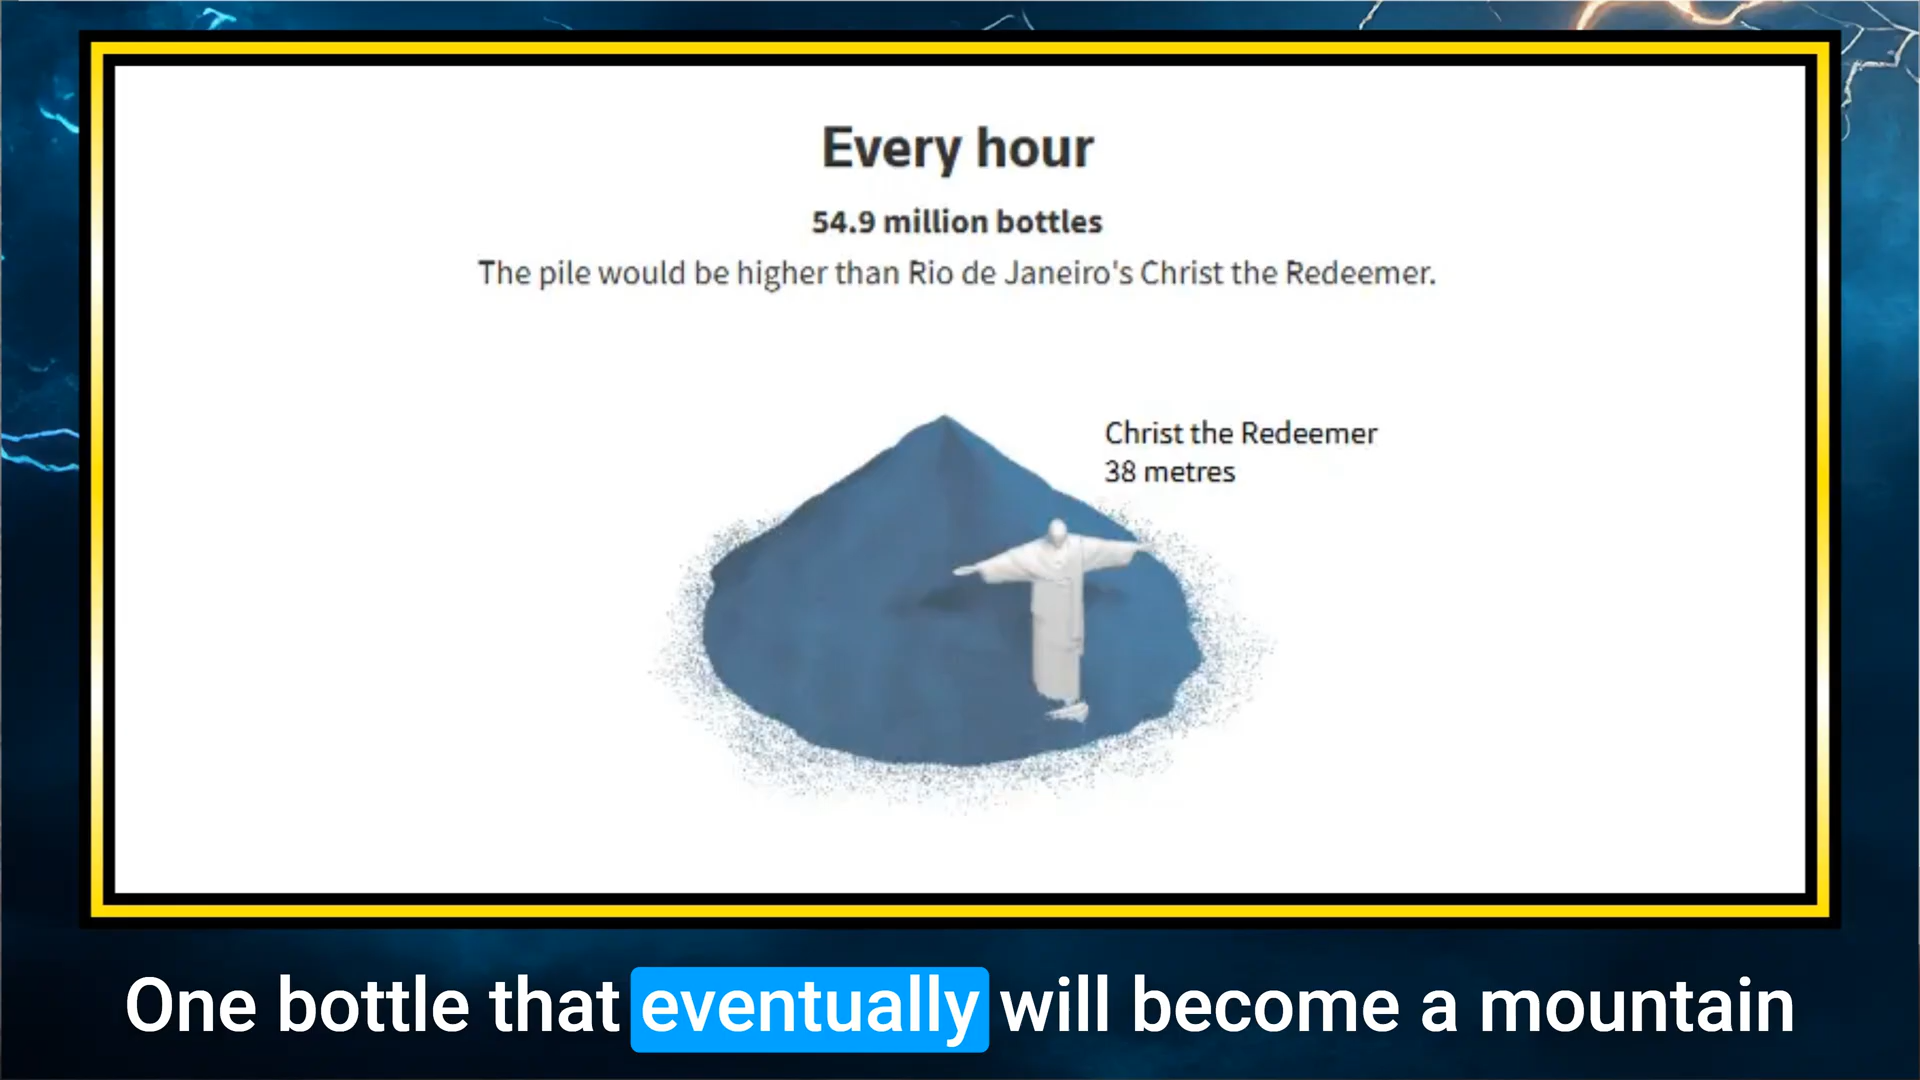 Every hour
54.9 million bottles
The pile would be higher than Rio de Janeiro's Christ the Redeemer.
Christ the Redeemer
38 metres
One bottle that eventually will become a mountain